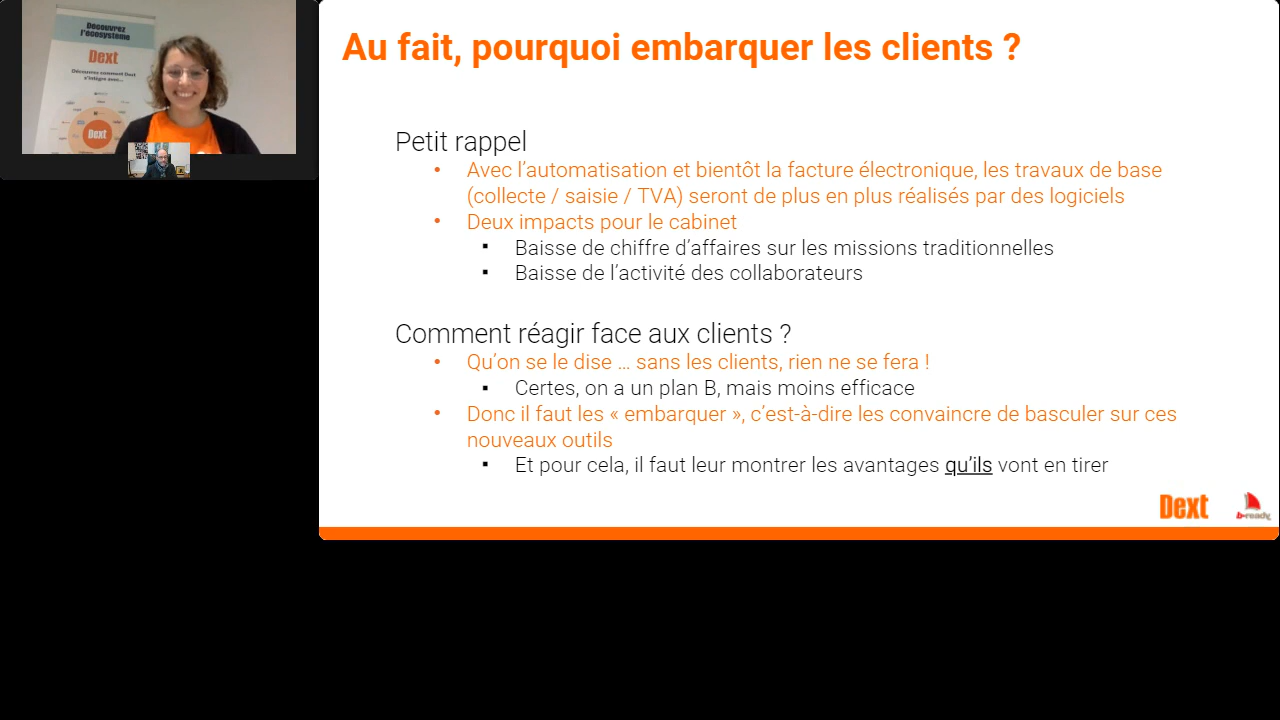 Découvrez
l'écosystème
Dext
Découvrez comment Dext
s'intègre avec...
Dext
Au fait, pourquoi embarquer les clients ?
Petit rappel
• Avec l’automatisation et bientôt la facture électronique, les travaux de base
(collecte / saisie / TVA) seront de plus en plus réalisés par des logiciels
• Deux impacts pour le cabinet
▪ Baisse de chiffre d’affaires sur les missions traditionnelles
▪ Baisse de l’activité des collaborateurs
Comment réagir face aux clients ?
• Qu’on se le dise … sans les clients, rien ne se fera !
▪ Certes, on a un plan B, mais moins efficace
• Donc il faut les « embarquer », c’est-à-dire les convaincre de basculer sur ces
nouveaux outils
▪ Et pour cela, il faut leur montrer les avantages qu’ils vont en tirer
Dext
b-ready